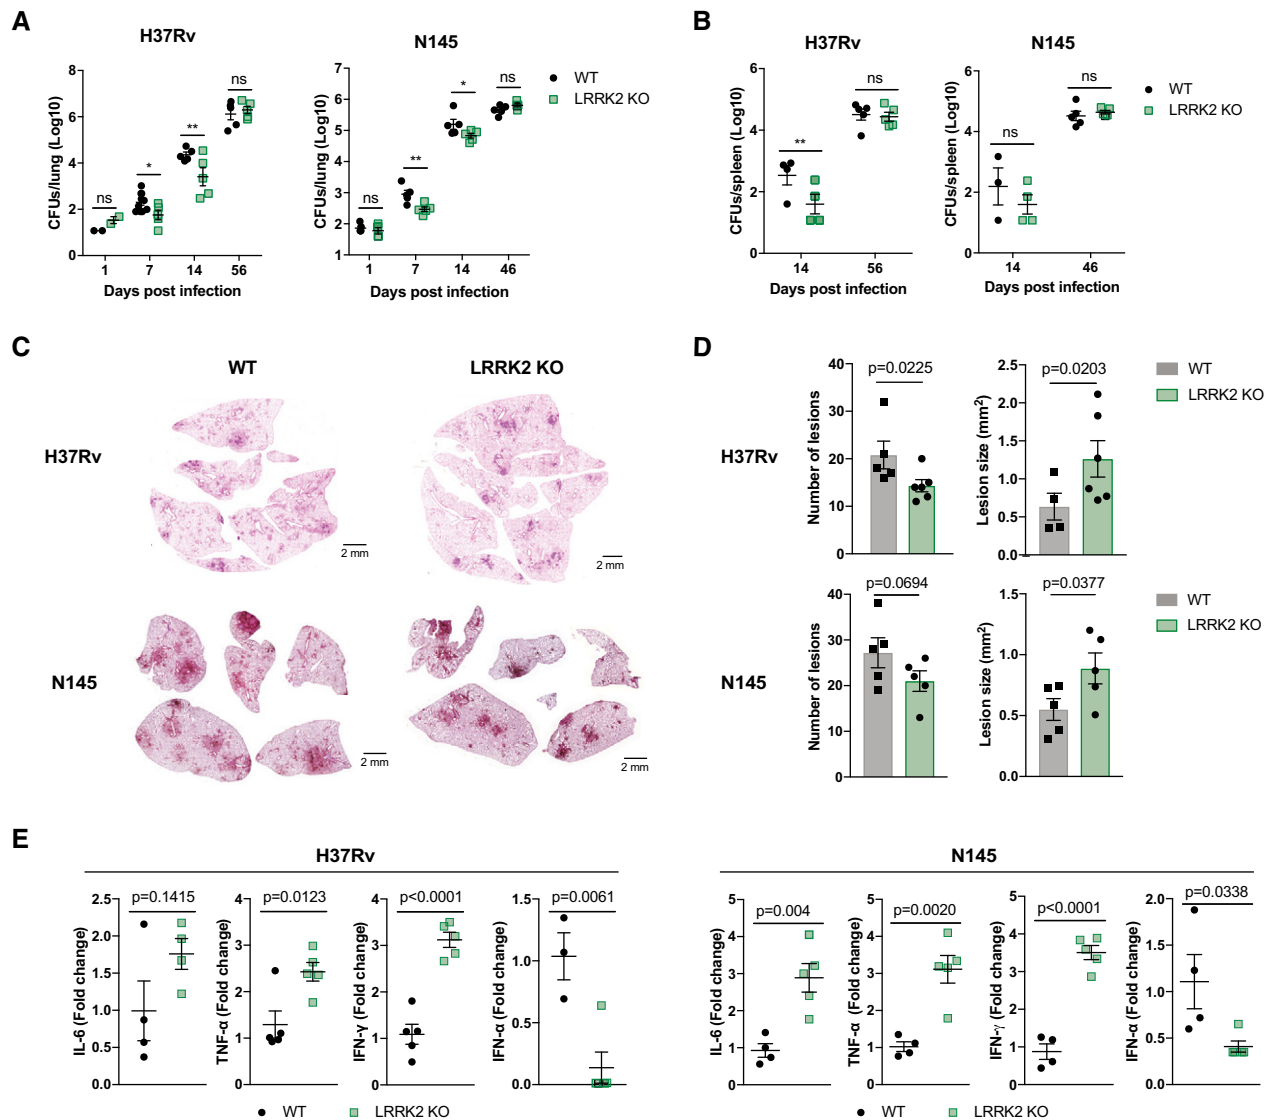 A
H37Rv
N145
WT
LRRK2 KO
CFUs/lung (Log10)
8
6
4
2
0
ns
*
**
ns
1
7
14
56
Days post infection
CFUs/lung (Log10)
7
6
5
4
3
2
1
ns
**
*
ns
1
7
14
46
Days post infection
B
H37Rv
N145
WT
LRRK2 KO
CFUs/spleen (Log10)
6
4
2
0
**
ns
14
56
Days post infection
CFUs/spleen (Log10)
6
4
2
0
ns
ns
14
46
Days post infection
C
WT
LRRK2 KO
H37Rv
2 mm
2 mm
N145
2 mm
2 mm
D
H37Rv
Number of lesions
40
30
20
10
0
p=0.0225
Lesion size (mm²)
2.5
2.0
1.5
1.0
0.5
0.0
p=0.0203
WT
LRRK2 KO
N145
Number of lesions
40
30
20
10
0
p=0.0694
Lesion size (mm²)
1.5
1.0
0.5
0.0
p=0.0377
WT
LRRK2 KO
E
H37Rv
IL-6 (Fold change)
2.5
2.0
1.5
1.0
0.5
0.0
p=0.1415
TNF-α (Fold change)
4
3
2
1
0
p=0.0123
IFN-γ (Fold change)
4
3
2
1
0
p<0.0001
IFN-α (Fold change)
1.5
1.0
0.5
0.0
p=0.0061
WT
LRRK2 KO
N145
IL-6 (Fold change)
5
4
3
2
1
0
p=0.004
TNF-α (Fold change)
5
4
3
2
1
0
p=0.0020
IFN-γ (Fold change)
5
4
3
2
1
0
p<0.0001
IFN-α (Fold change)
2.0
1.5
1.0
0.5
0.0
p=0.0338
WT
LRRK2 KO